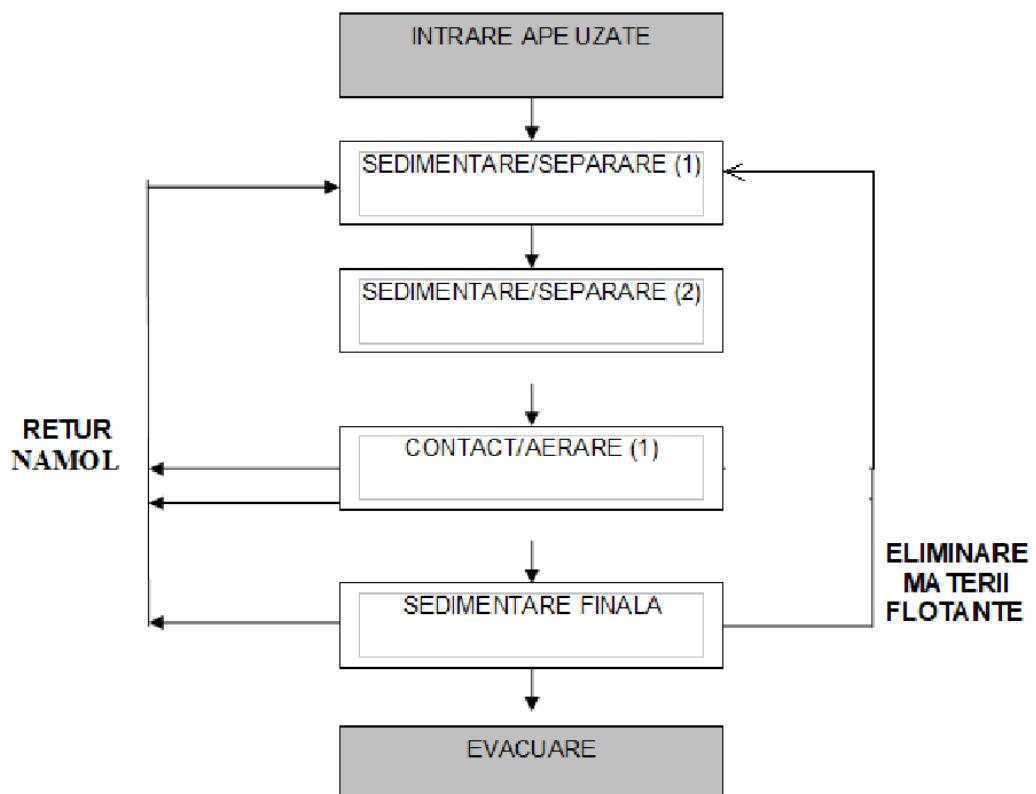 INTRARE APE UZATE
SEDIMENTARE/SEPARARE (1)
SEDIMENTARE/SEPARARE (2)
RETUR
NAMOL
CONTACT/AERARE (1)
ELIMINARE
MATERII
FLOTANTE
SEDIMENTARE FINALA
EVACUARE